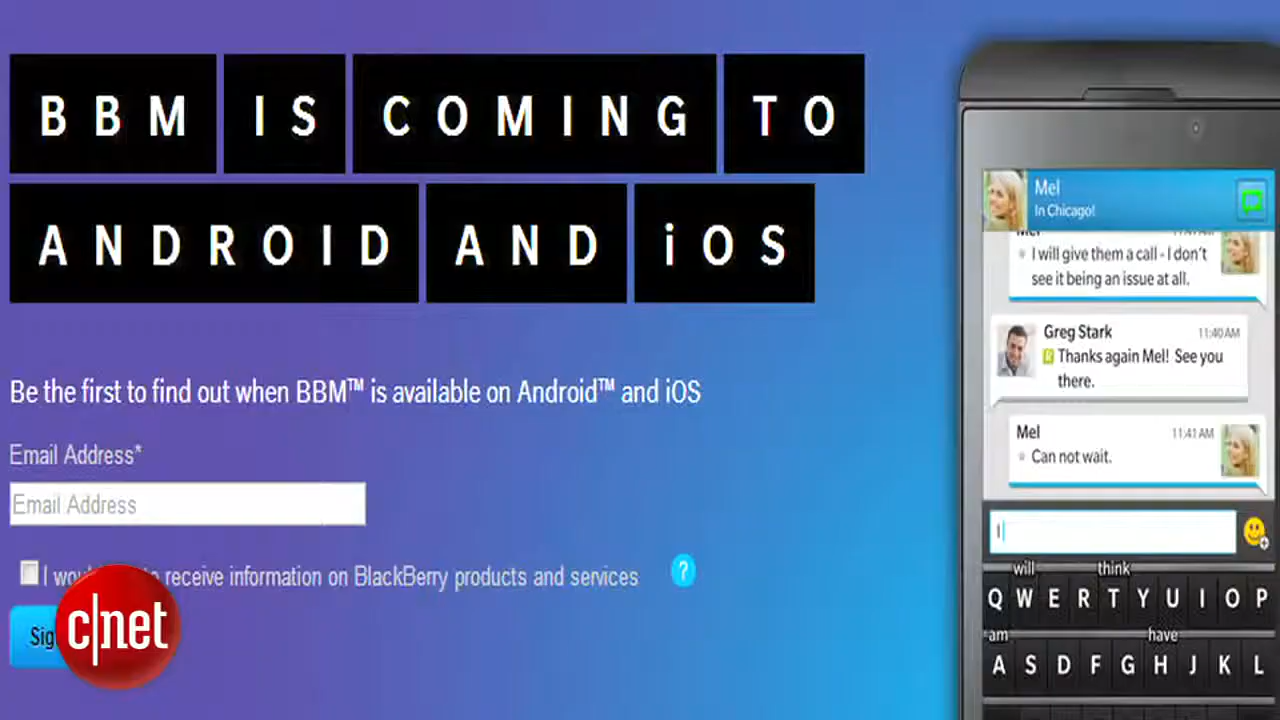 BBM IS COMING TO
ANDROID AND iOS
Be the first to find out when BBM™ is available on Android™ and iOS
Email Address*
Email Address
I receive information on BlackBerry products and services
?
c|net
Mel
In Chicago!
I will give them a call - I don't
see it being an issue at all.
Greg Stark
11:40 AM
R Thanks again Mel! See you
there.
Mel
11:41 AM
Can not wait.
I
will think
Q W E R T Y U I O P
am have
A S D F G H J K L